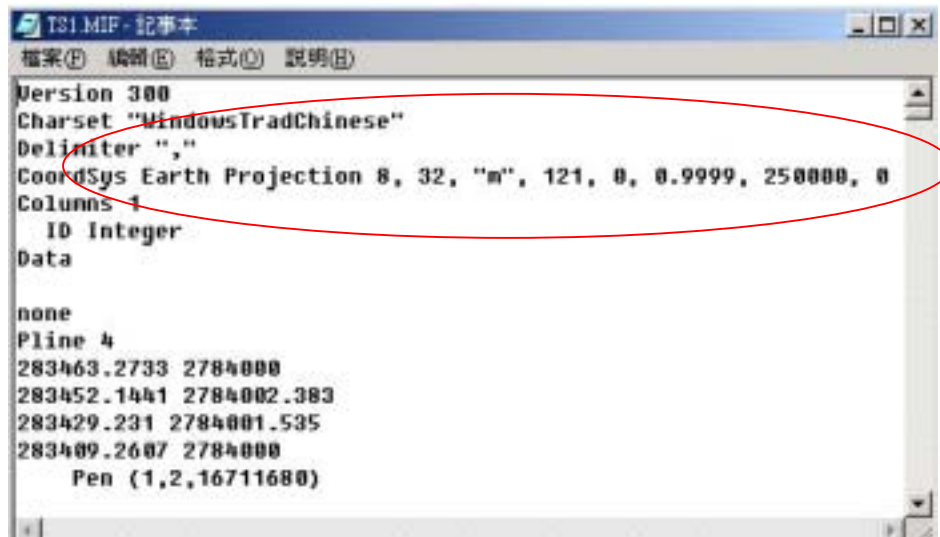 TS1.MIF - 記事本
檔案(F) 編輯(E) 格式(O) 說明(H)
Version 300
Charset "WindowsTradChinese"
Delimiter ","
CoordSys Earth Projection 8, 32, "m", 121, 0, 0.9999, 250000, 0
Columns 1
ID Integer
Data
none
Pline 4
283463.2733 2784000
283452.1441 2784002.383
283429.231 2784001.535
283409.2607 2784000
Pen (1,2,16711680)